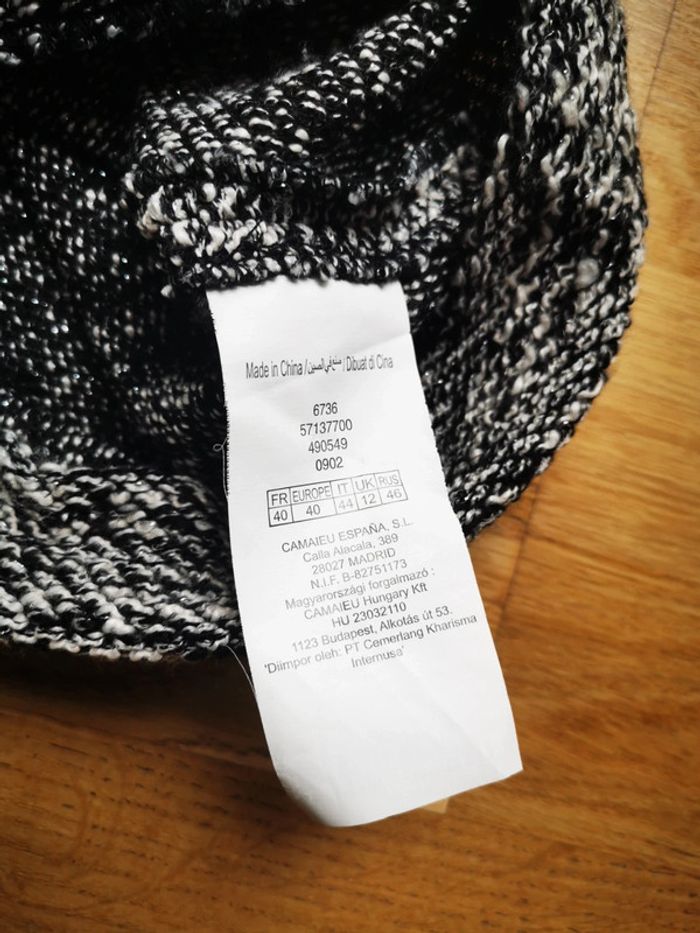 Made in China / صنع في الصين / Dibuat di Cina
6736
57137700
490549
0902
FR EUROPE IT UK RUS
40 40 44 12 46
CAMAIEU ESPAÑA, S.L.
Calla Alacala, 389
28027 MADRID
N.I.F. B-82751173
Magyarországi forgalmazó :
CAMAIEU Hungary Kft
HU 23032110
1123 Budapest, Alkotás út 53.
'Diimpor oleh: PT Cemerlang Kharisma
Internusa'